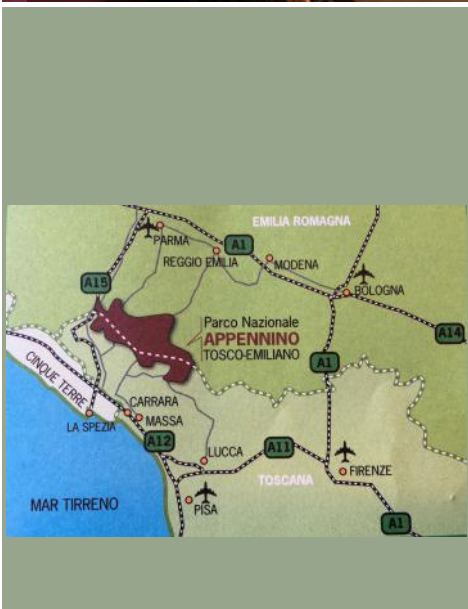 EMILIA ROMAGNA
PARMA
A1
REGGIO EMILIA
MODENA
A15
BOLOGNA
Parco Nazionale
APPENNINO
TOSCO-EMILIANO
A14
A1
CINQUE TERRE
CARRARA
MASSA
LA SPEZIA
A12
LUCCA
A11
FIRENZE
TOSCANA
MAR TIRRENO
PISA
A1